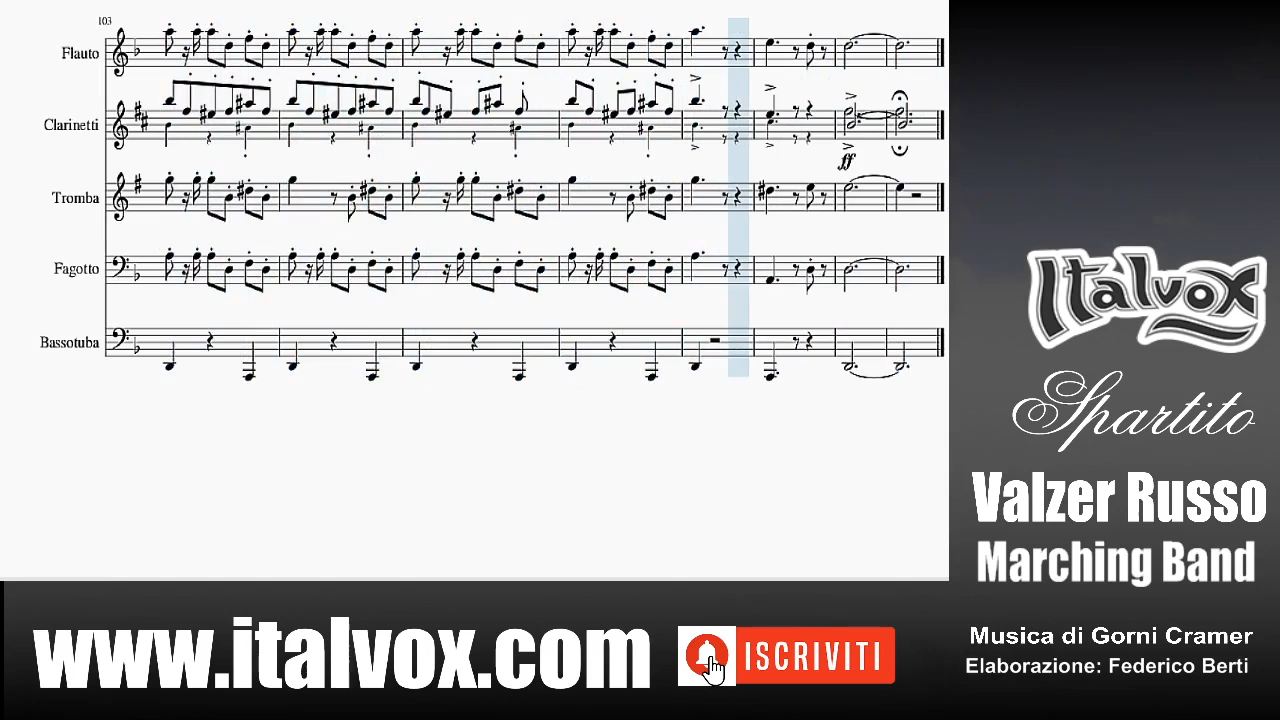 103
Flauto
Clarinetti
ff
Tromba
Fagotto
Bassotuba
Italvox
Spartito
Valzer Russo
Marching Band
www.italvox.com
ISCRIVITI
Musica di Gorni Cramer
Elaborazione: Federico Berti